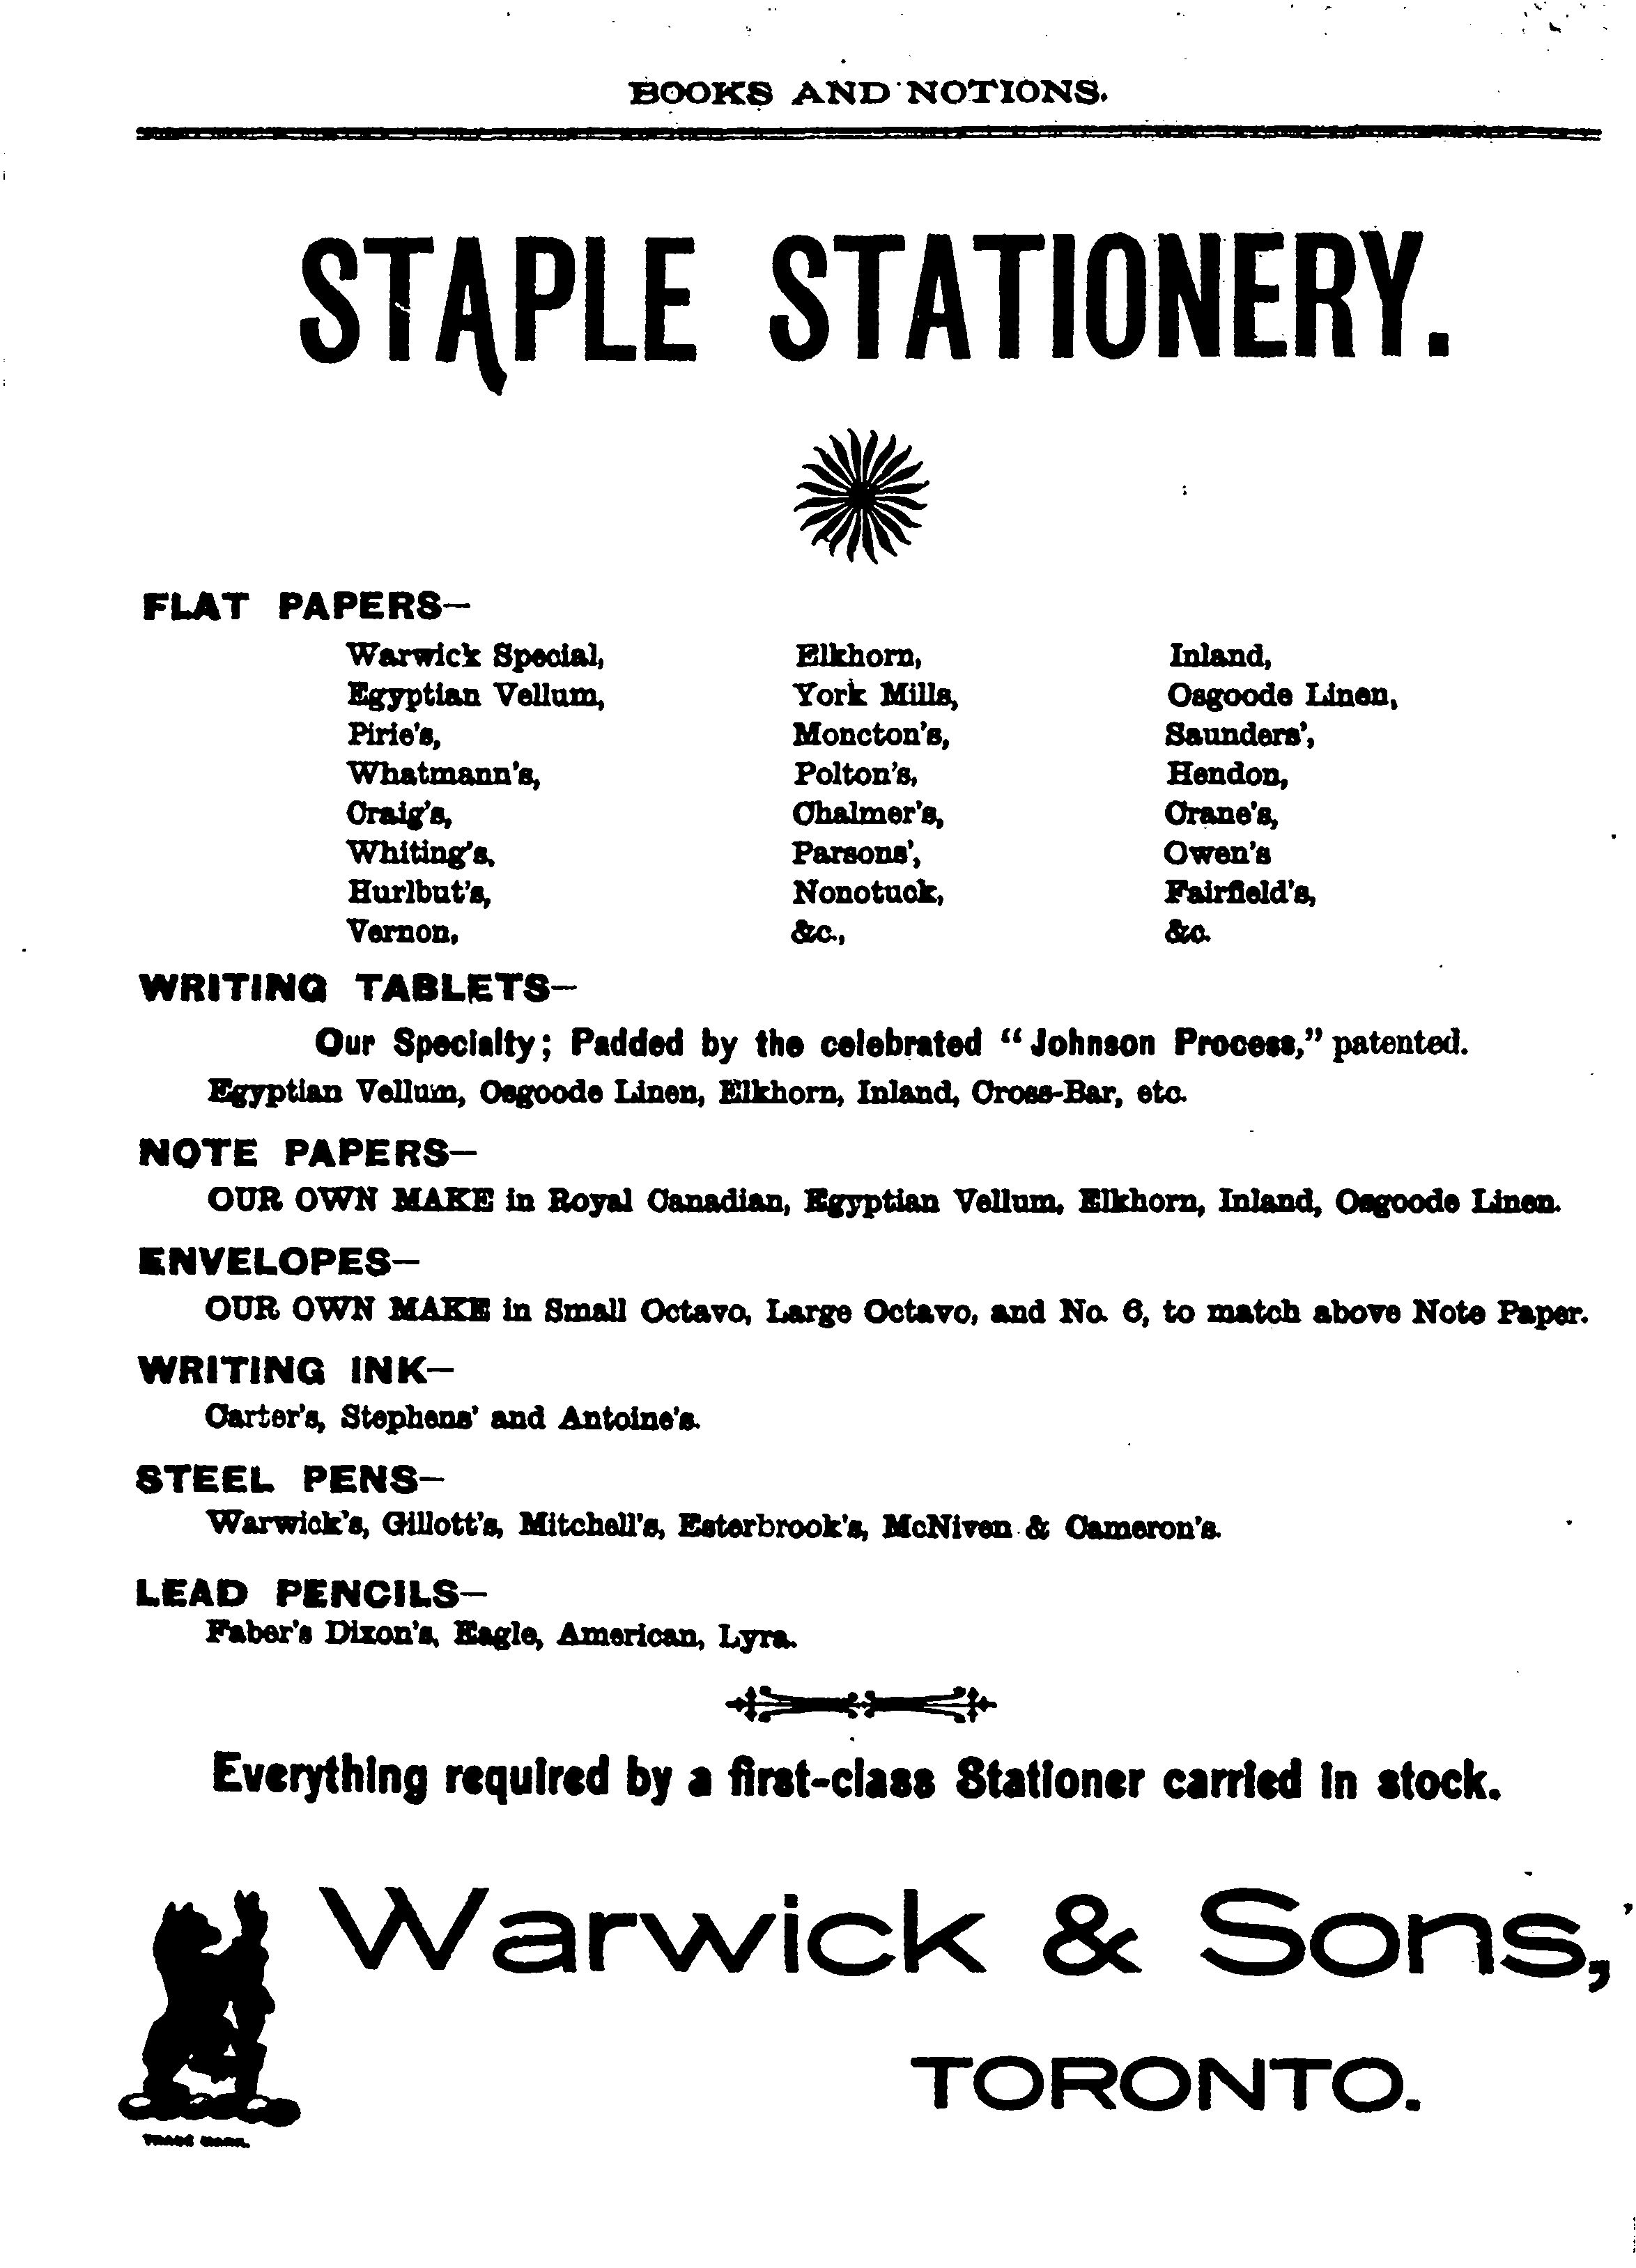 BOOKS AND NOTIONS.
STAPLE STATIONERY.
FLAT PAPERS—
Warwick Special, Elkhorn, Inland,
Egyptian Vellum, York Mills, Osgoode Linen,
Pirie's, Moncton's, Saunders',
Whatmann's, Polton's, Hendon,
Craig's, Chalmer's, Crane's,
Whiting's, Parsons', Owen's
Hurlbut's, Nonotuck, Fairfield's,
Vernon, &c., &c.
WRITING TABLETS—
Our Specialty; Padded by the celebrated “Johnson Process,” patented.
Egyptian Vellum, Osgoode Linen, Elkhorn, Inland, Cross-Bar, etc.
NOTE PAPERS—
OUR OWN MAKE in Royal Canadian, Egyptian Vellum, Elkhorn, Inland, Osgoode Linen.
ENVELOPES—
OUR OWN MAKE in Small Octavo, Large Octavo, and No. 6, to match above Note Paper.
WRITING INK—
Carter's, Stephens' and Antoine's.
STEEL PENS—
Warwick's, Gillott's, Mitchell's, Esterbrook's, McNiven & Cameron's.
LEAD PENCILS—
Faber's Dixon's, Eagle, American, Lyra.
Everything required by a first-class Stationer carried in stock.
Warwick & Sons,
TORONTO.
TRADE MARK.